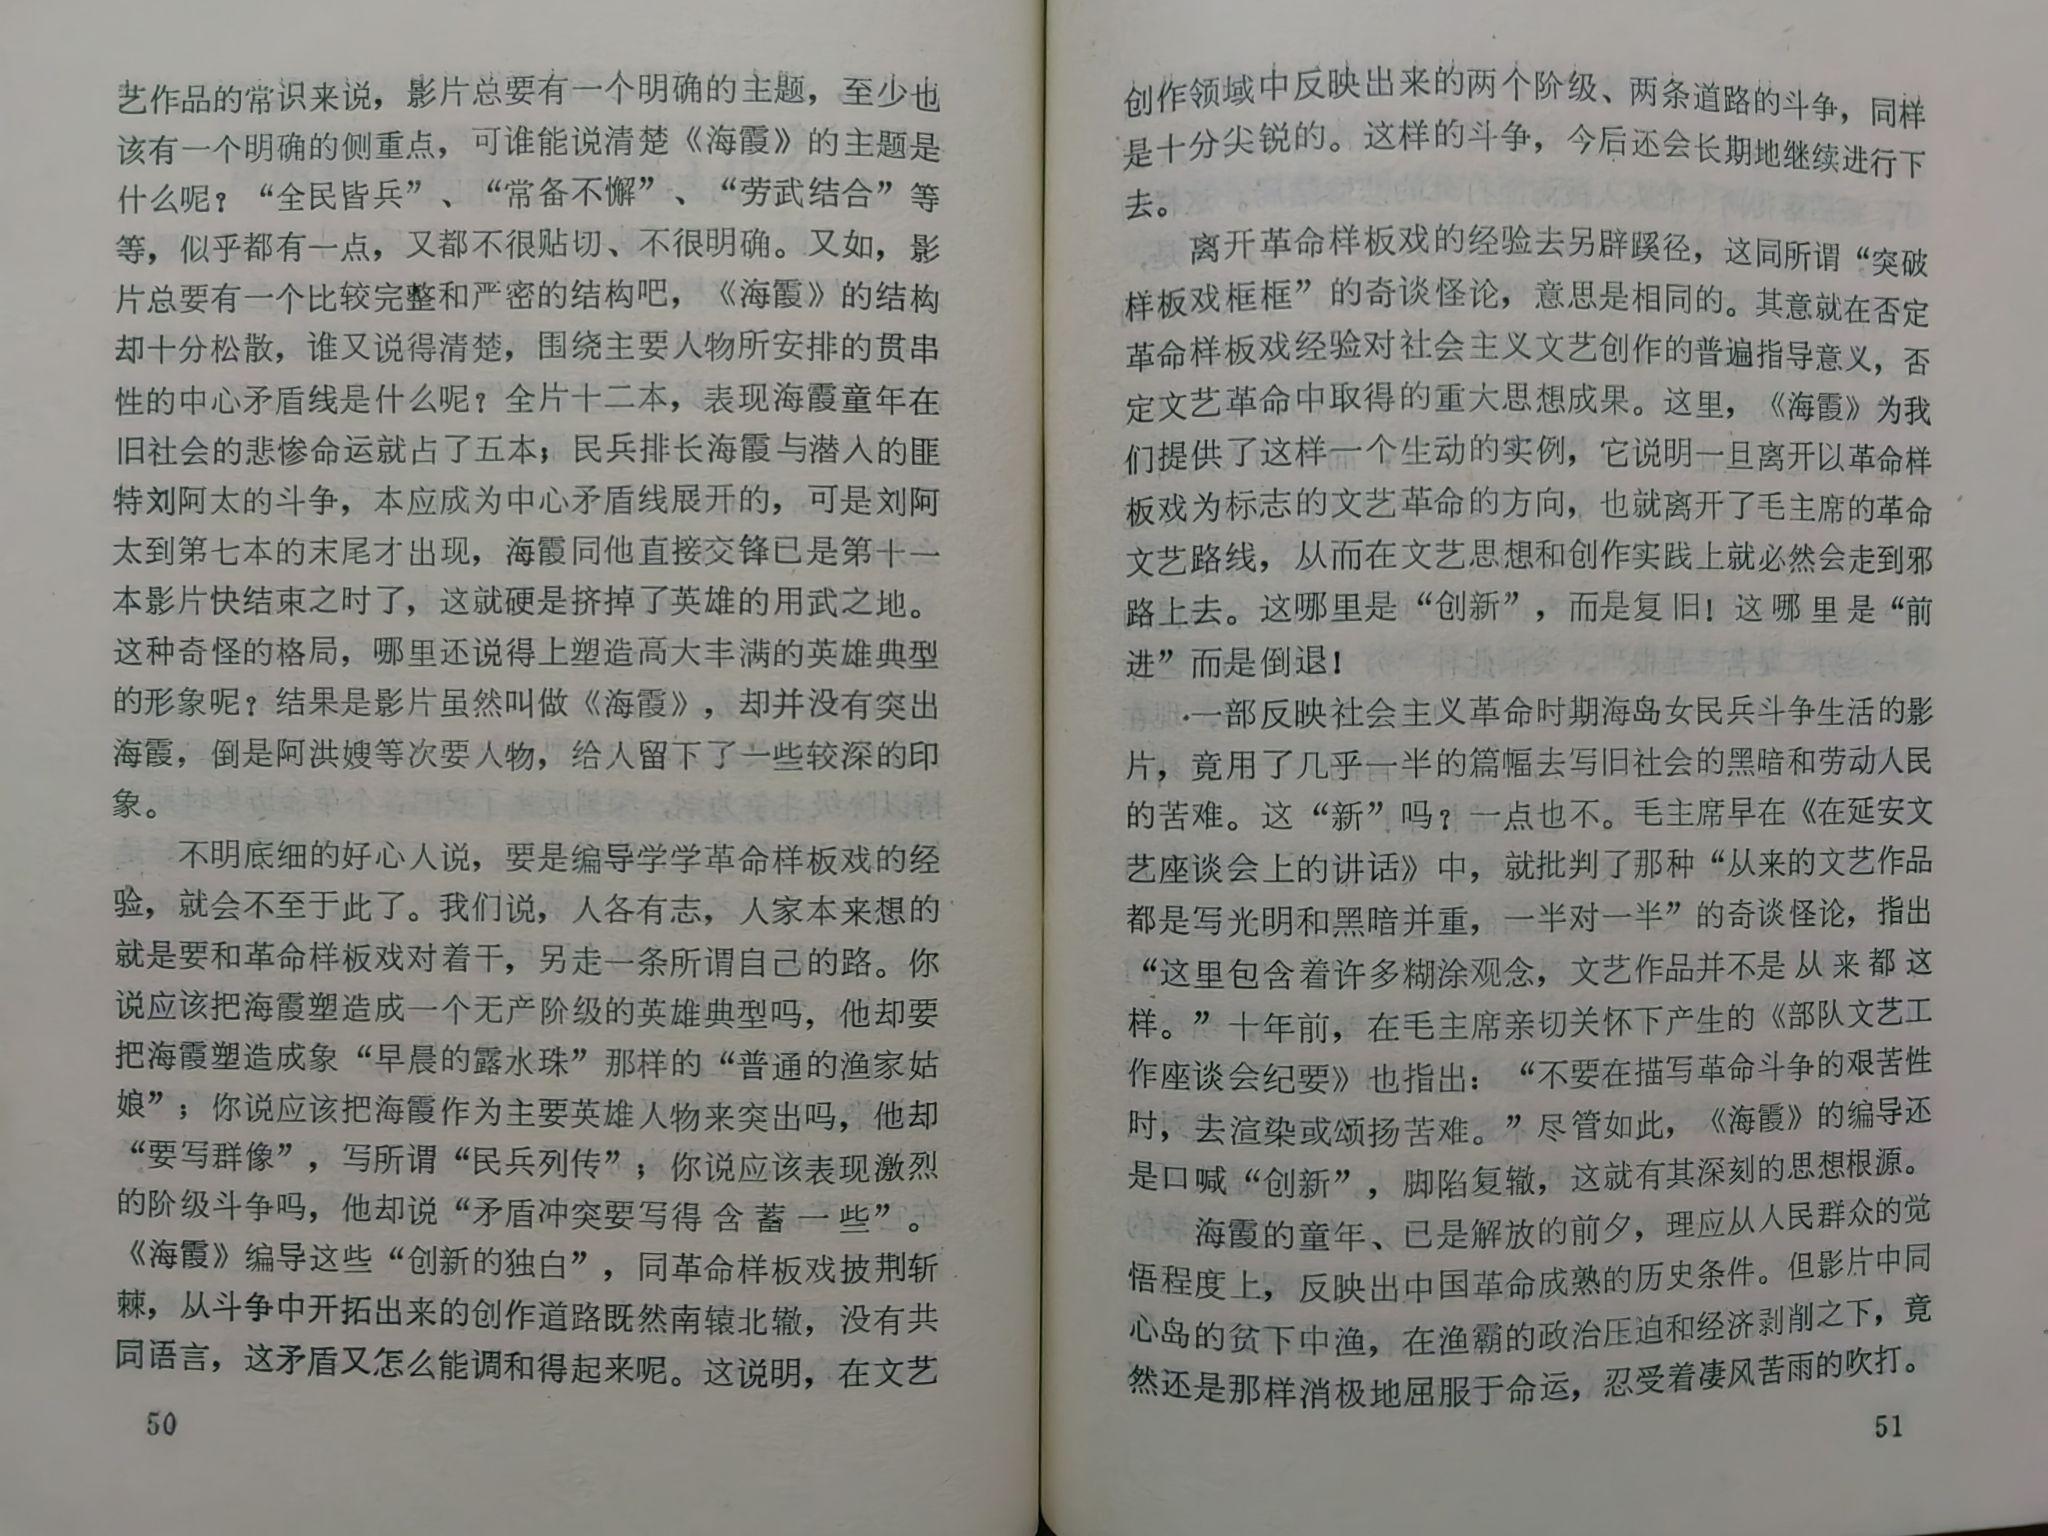 艺作品的常识来说，影片总要有一个明确的主题，至少也
该有一个明确的侧重点，可谁能说清楚《海霞》的主题是
什么呢？“全民皆兵”、“常备不懈”、“劳武结合”等
等，似乎都有一点，又都不很贴切、不很明确。又如，影
片总要有一个比较完整和严密的结构吧，《海霞》的结构
却十分松散，谁又说得清楚，围绕主要人物所安排的贯串
性的中心矛盾线是什么呢？全片十二本，表现海霞童年在
旧社会的悲惨命运就占了五本；民兵排长海霞与潜入的匪
特刘阿太的斗争，本应成为中心矛盾线展开的，可是刘阿
太到第七本的末尾才出现，海霞同他直接交锋已是第十一
本影片快结束之时了，这就硬是挤掉了英雄的用武之地。
这种奇怪的格局，哪里还说得上塑造高大丰满的英雄典型
的形象呢？结果是影片虽然叫做《海霞》，却并没有突出
海霞，倒是阿洪嫂等次要人物，给人留下了一些较深的印
象。
不明底细的好心人说，要是编导学学革命样板戏的经
验，就会不至于此了。我们说，人各有志，人家本来想的
就是要和革命样板戏对着干，另走一条所谓自己的路。你
说应该把海霞塑造成一个无产阶级的英雄典型吗，他却要
把海霞塑造成象“早晨的露水珠”那样的“普通的渔家姑
娘”；你说应该把海霞作为主要英雄人物来突出吗，他却
“要写群像”，写所谓“民兵列传”；你说应该表现激烈
的阶级斗争吗，他却说“矛盾冲突要写得含蓄一些”。
《海霞》编导这些“创新的独白”，同革命样板戏披荆斩
棘，从斗争中开拓出来的创作道路既然南辕北辙，没有共
同语言，这矛盾又怎么能调和得起来呢。这说明，在文艺
50
创作领域中反映出来的两个阶级、两条道路的斗争，同样
是十分尖锐的。这样的斗争，今后还会长期地继续进行下
去。
离开革命样板戏的经验去另辟蹊径，这同所谓“突破
样板戏框框”的奇谈怪论，意思是相同的。其意就在否定
革命样板戏经验对社会主义文艺创作的普遍指导意义，否
定文艺革命中取得的重大思想成果。这里，《海霞》为我
们提供了这样一个生动的实例，它说明一旦离开以革命样
板戏为标志的文艺革命的方向，也就离开了毛主席的革命
文艺路线，从而在文艺思想和创作实践上就必然会走到邪
路上去。这哪里是“创新”，而是复旧！这哪里是“前
进”而是倒退！
一部反映社会主义革命时期海岛女民兵斗争生活的影
片，竟用了几乎一半的篇幅去写旧社会的黑暗和劳动人民
的苦难。这“新”吗？一点也不。毛主席早在《在延安文
艺座谈会上的讲话》中，就批判了那种“从来的文艺作品
都是写光明和黑暗并重，一半对一半”的奇谈怪论，指出
“这里包含着许多糊涂观念，文艺作品并不是从来都这
样。”十年前，在毛主席亲切关怀下产生的《部队文艺工
作座谈会纪要》也指出：“不要在描写革命斗争的艰苦性
时，去渲染或颂扬苦难。”尽管如此，《海霞》的编导还
是口喊“创新”，脚陷复辙，这就有其深刻的思想根源。
海霞的童年、已是解放的前夕，理应从人民群众的觉
悟程度上，反映出中国革命成熟的历史条件。但影片中同
心岛的贫下中渔，在渔霸的政治压迫和经济剥削之下，竟
然还是那样消极地屈服于命运，忍受着凄风苦雨的吹打。
51